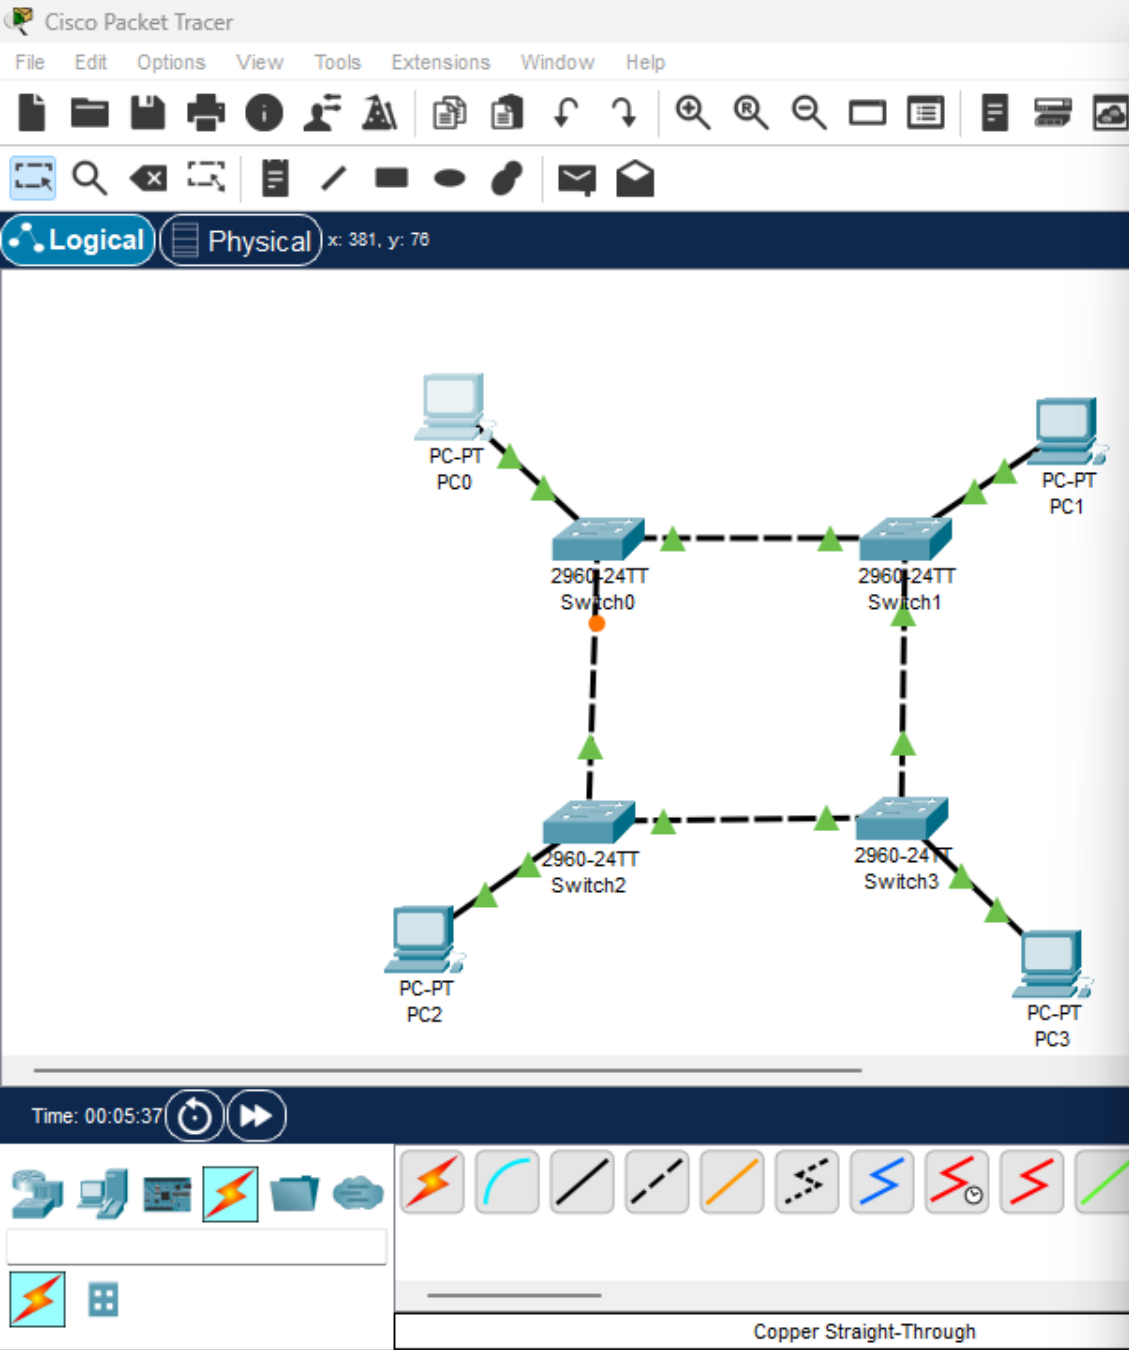 Cisco Packet Tracer
File Edit Options View Tools Extensions Window Help
Logical Physical x: 381, y: 76
PC-PT
PC0
PC-PT
PC1
2960-24TT
Switch0
2960-24TT
Switch1
2960-24TT
Switch2
2960-24TT
Switch3
PC-PT
PC2
PC-PT
PC3
Time: 00:05:37
Copper Straight-Through